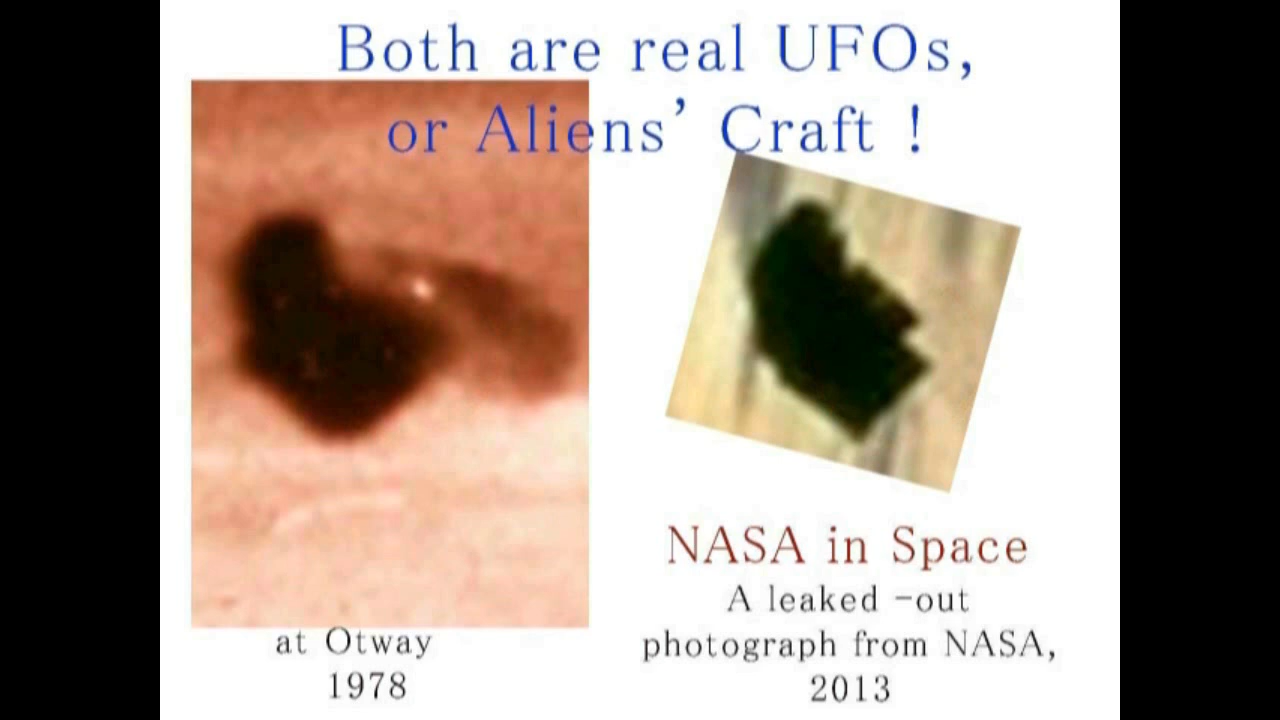 Both are real UFOs,
or Aliens' Craft !
NASA in Space
A leaked -out
photograph from NASA,
2013
at Otway
1978